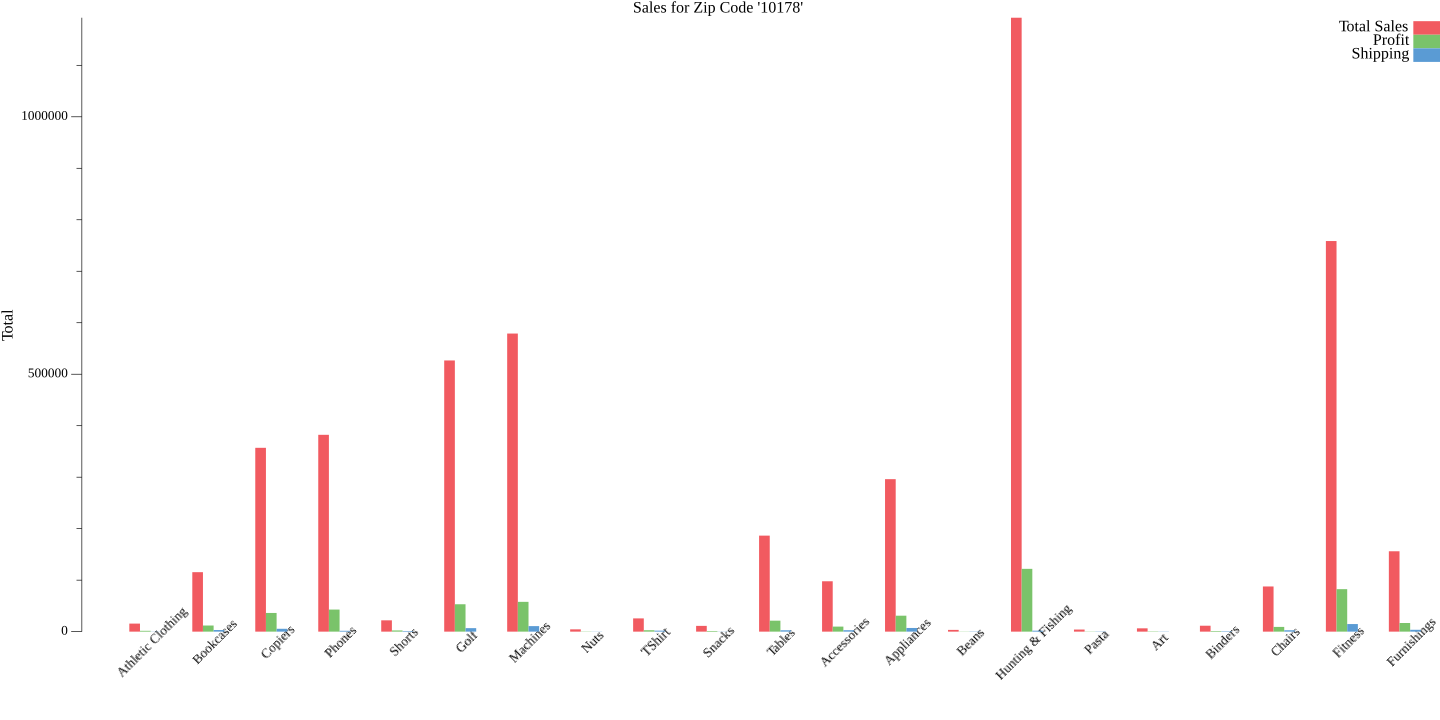 Sales for Zip Code '10178'
Total Sales
Profit
Shipping
Total
1000000
500000
0
Athletic Clothing
Bookcases
Copiers
Phones
Shorts
Golf
Machines
Nuts
TShirt
Snacks
Tables
Accessories
Appliances
Beans
Hunting & Fishing
Pasta
Art
Binders
Chairs
Fitness
Furnishings